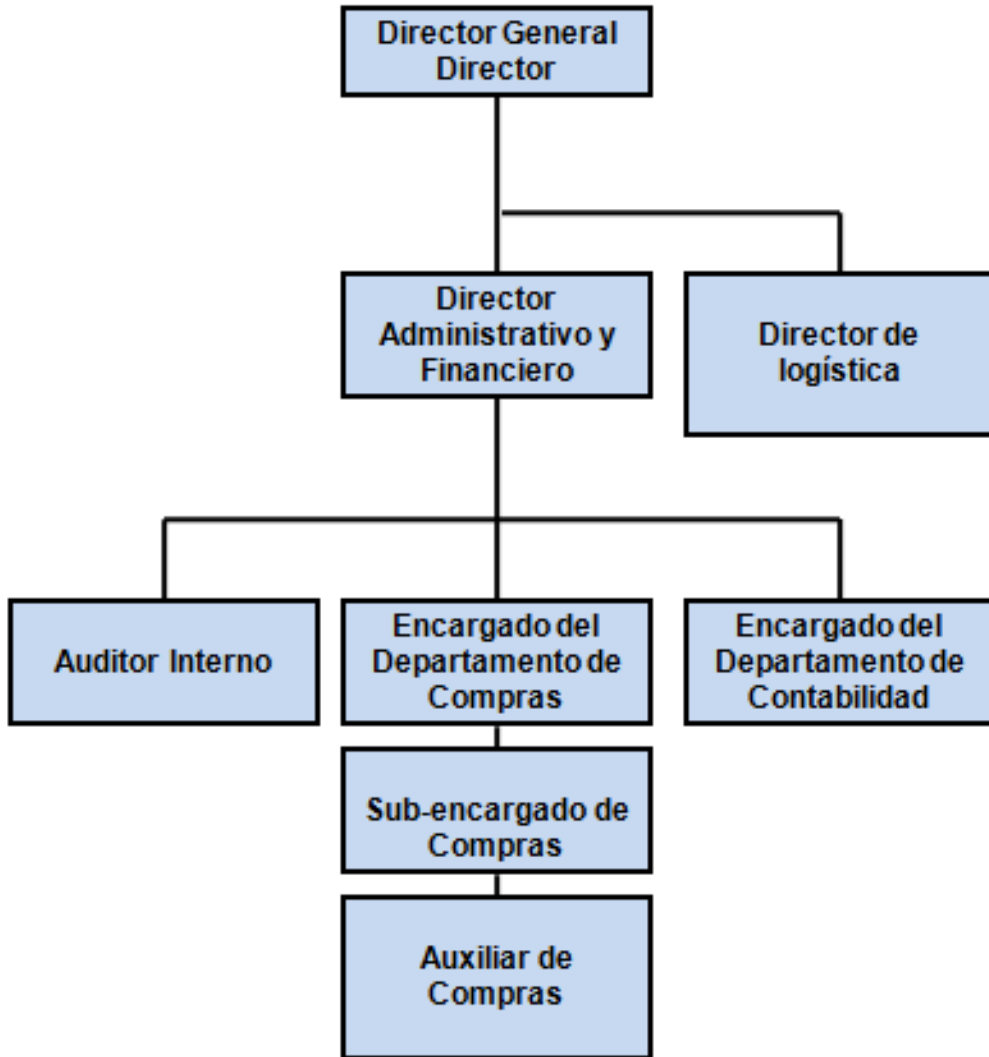 Director General
Director
Director
Administrativo y
Financiero
Director de
logística
Auditor Interno
Encargado del
Departamento de
Compras
Encargado del
Departamento de
Contabilidad
Sub-encargado de
Compras
Auxiliar de
Compras